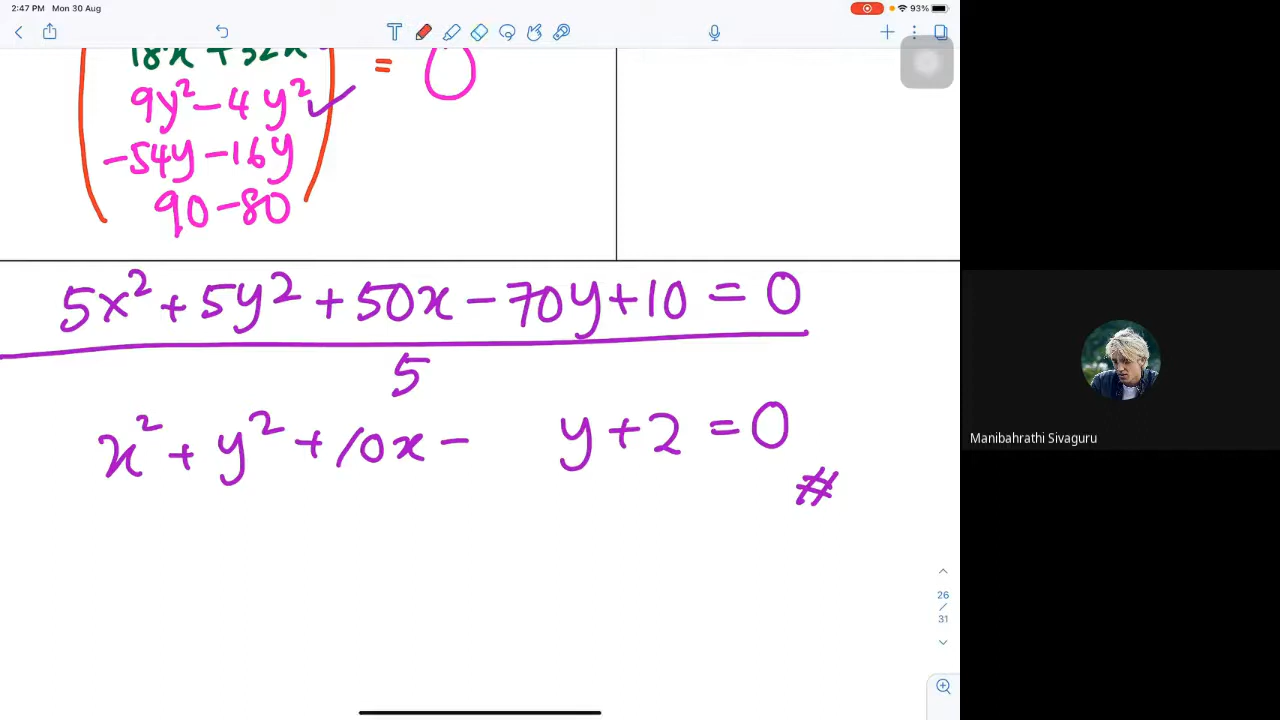 2:47 PM Mon 30 Aug
93%
18x + 32x
9y² - 4y² ✓
-54y - 16y
90 - 80
= 0
5x² + 5y² + 50x - 70y + 10 = 0
5
x² + y² + 10x - y + 2 = 0
#
Manibahrathi Sivaguru
26
/
31